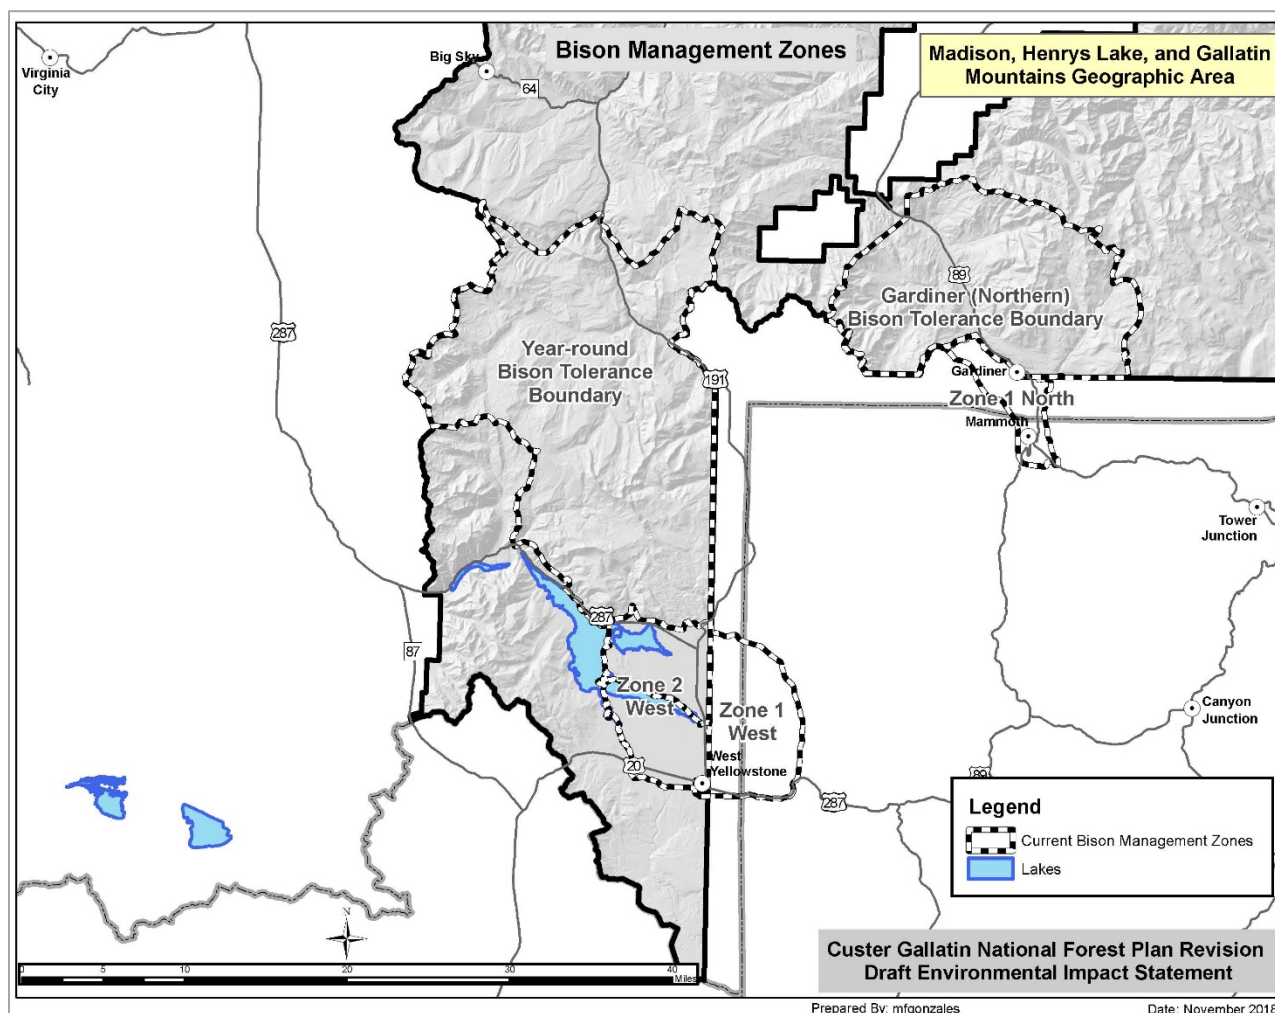 Bison Management Zones
Madison, Henrys Lake, and Gallatin
Mountains Geographic Area
Virginia
City
Big Sky
64
287
89
Gardiner (Northern)
Bison Tolerance Boundary
Year-round
Bison Tolerance
Boundary
191
Gardiner
Zone 1 North
Mammoth
Tower
Junction
287
87
Zone 2
West
Zone 1
West
Canyon
Junction
West
Yellowstone
20
89
287
Legend
Current Bison Management Zones
Lakes
N
Custer Gallatin National Forest Plan Revision
Draft Environmental Impact Statement
0 5 10 20 30 40
Miles
Prepared By: mfgonzales
Date: November 2018